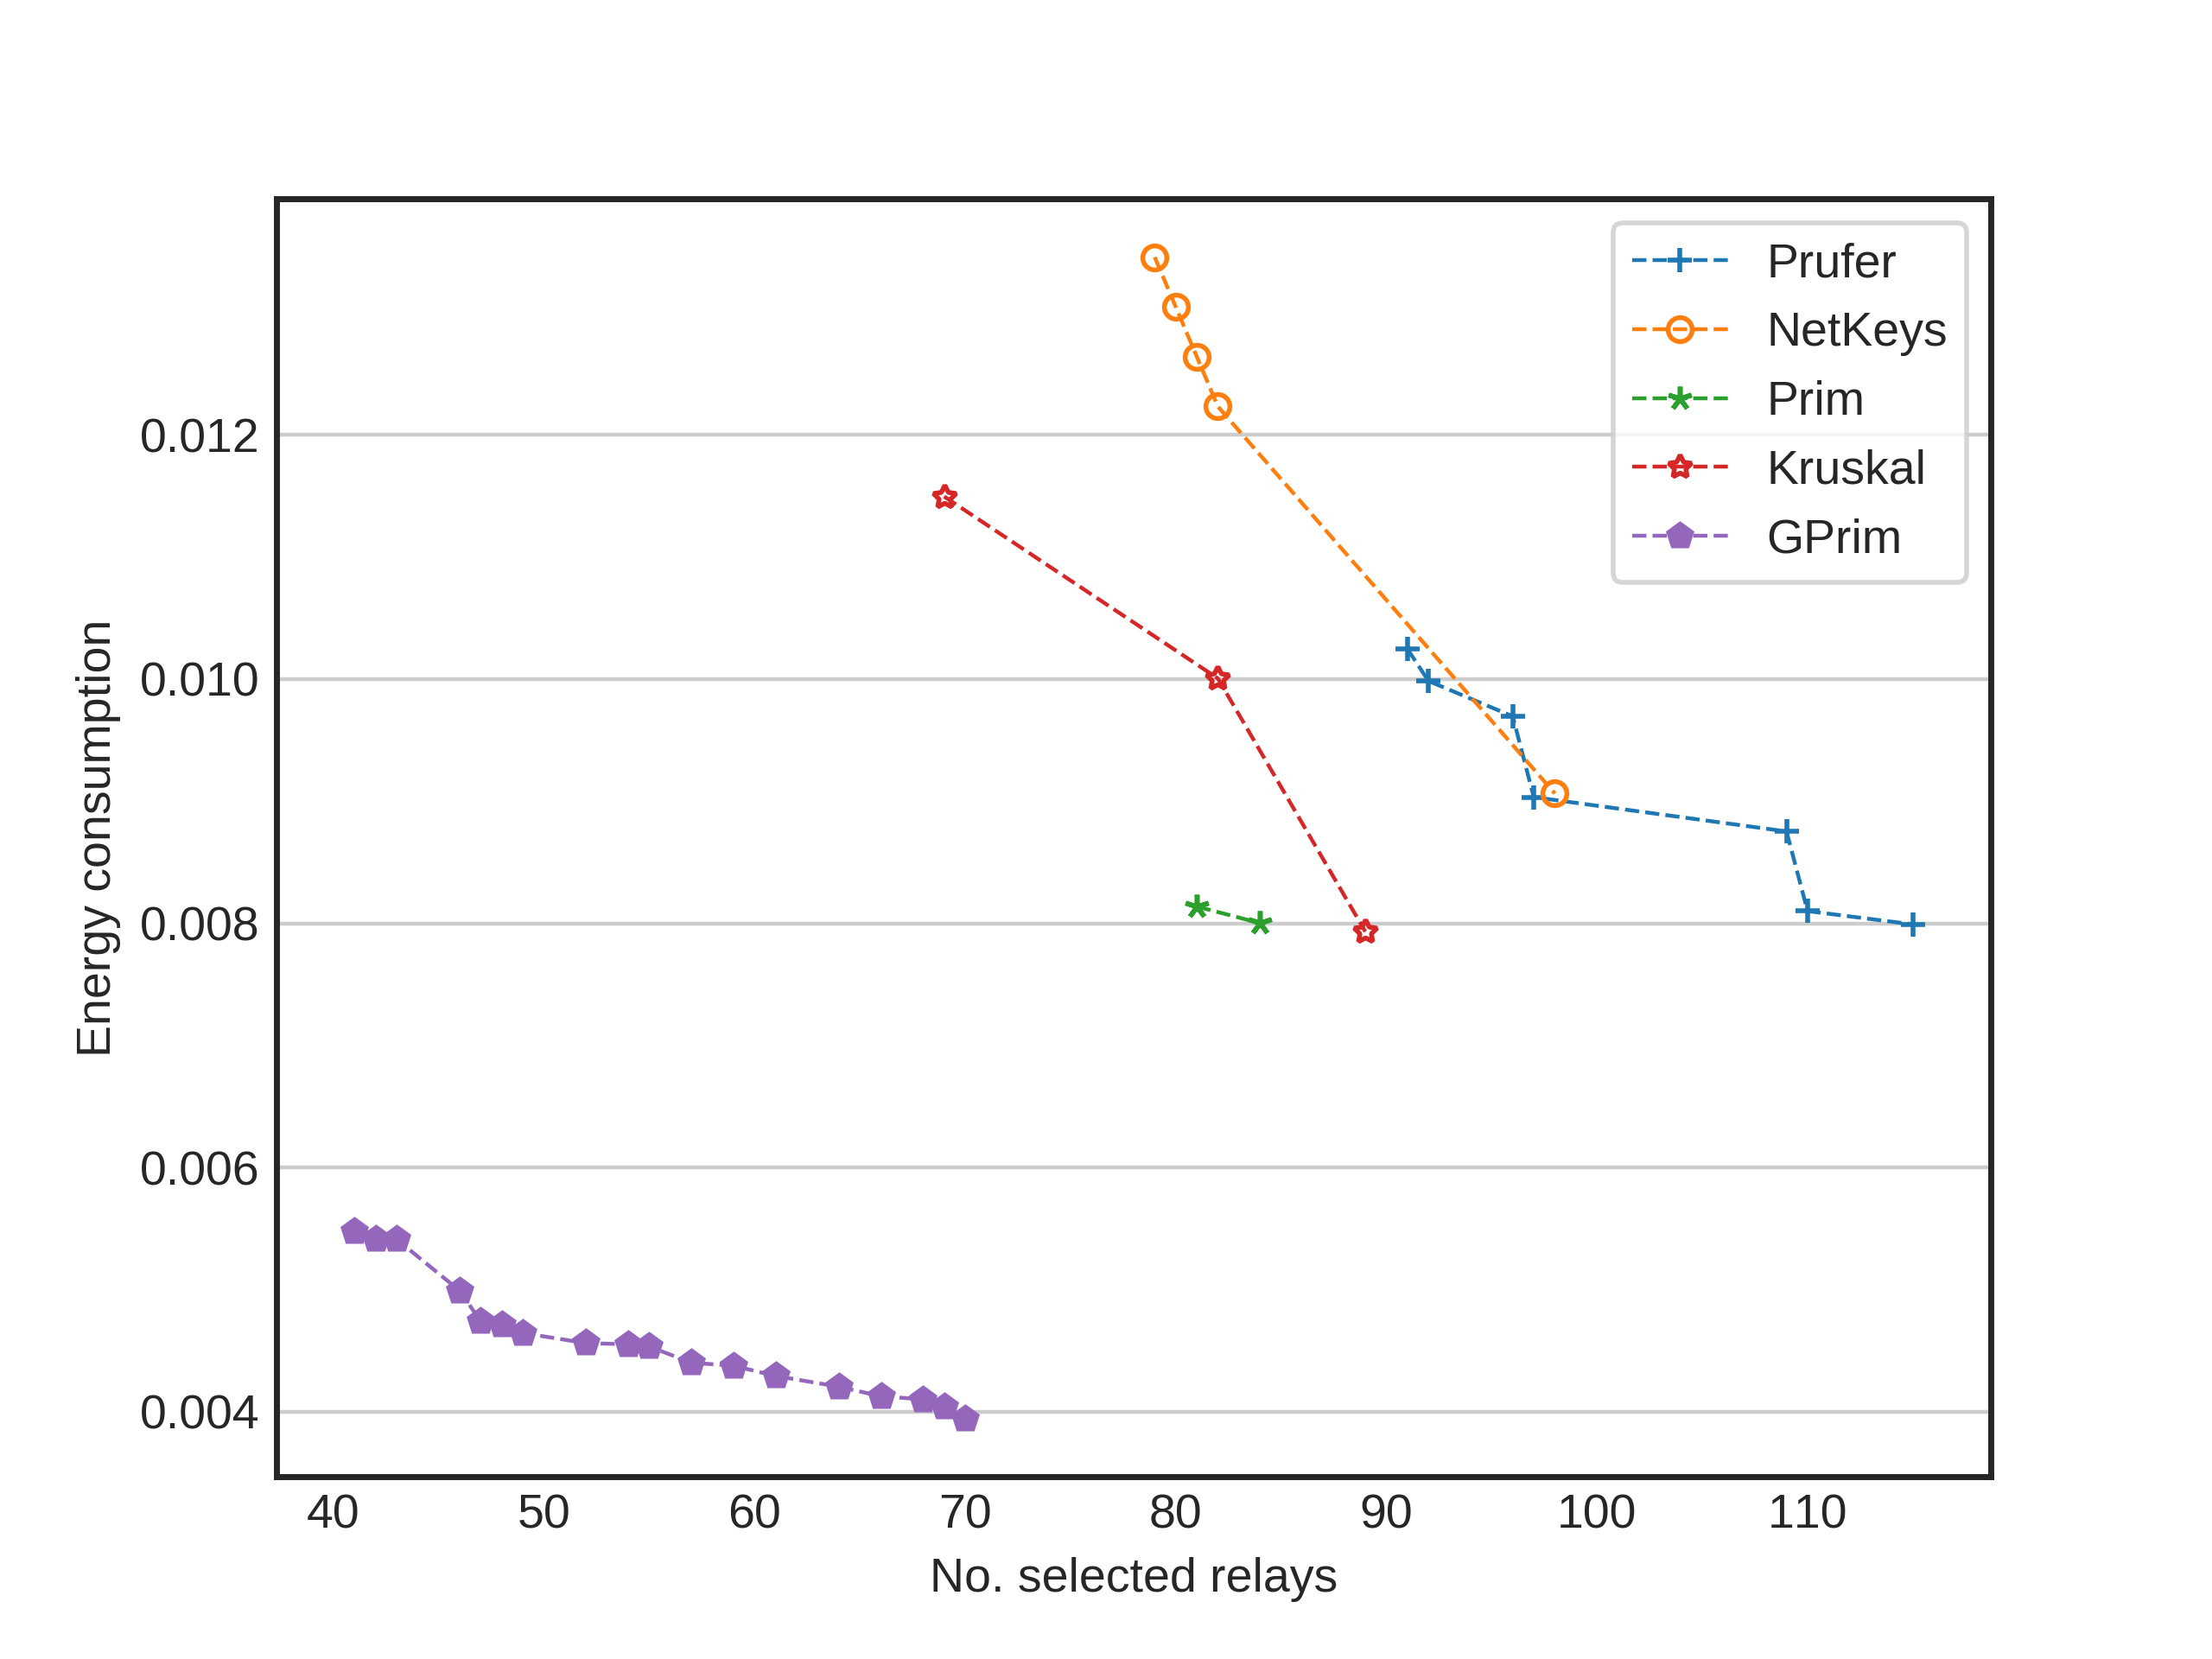 Prufer
NetKeys
Prim
Kruskal
GPrim
0.012
0.010
0.008
0.006
0.004
Energy consumption
40 50 60 70 80 90 100 110
No. selected relays